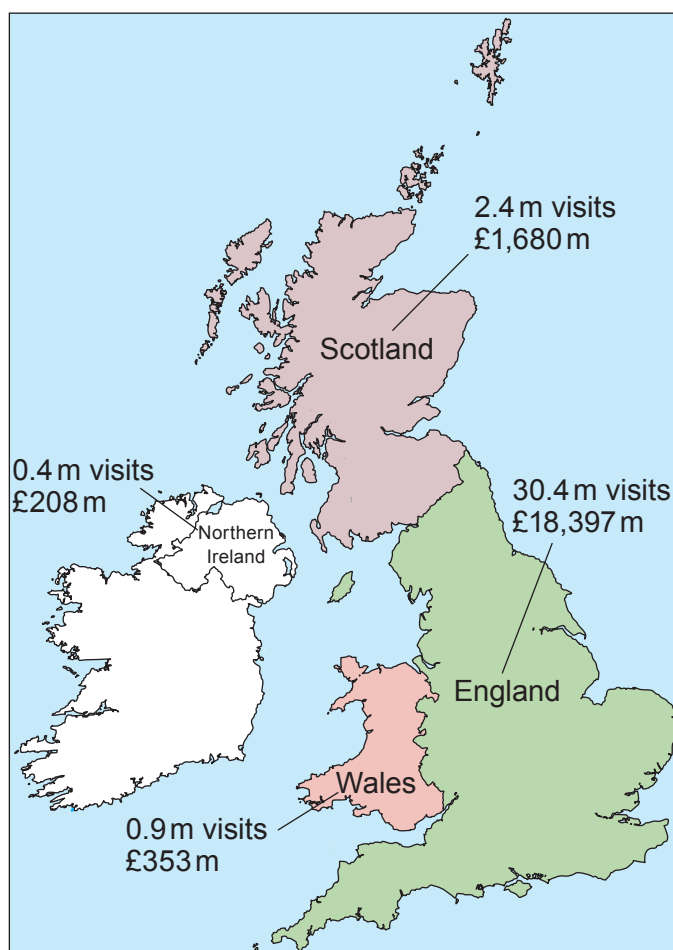 2.4 m visits
£1,680 m
Scotland
0.4 m visits
£208 m
Northern
Ireland
30.4 m visits
£18,397 m
England
Wales
0.9 m visits
£353 m